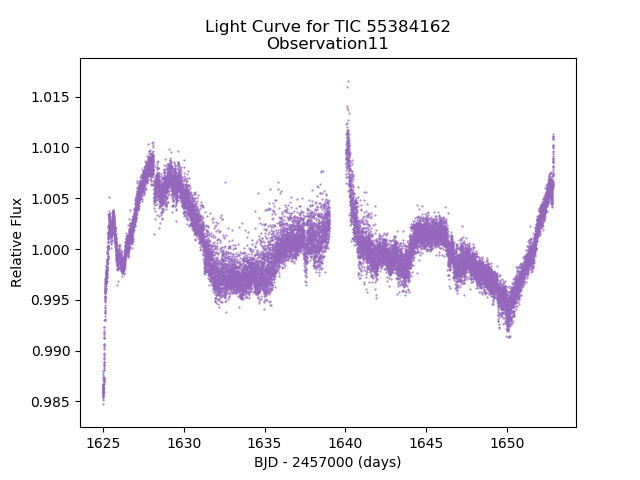 Light Curve for TIC 55384162
Observation11
1.015
1.010
1.005
1.000
0.995
0.990
0.985
Relative Flux
1625 1630 1635 1640 1645 1650
BJD - 2457000 (days)